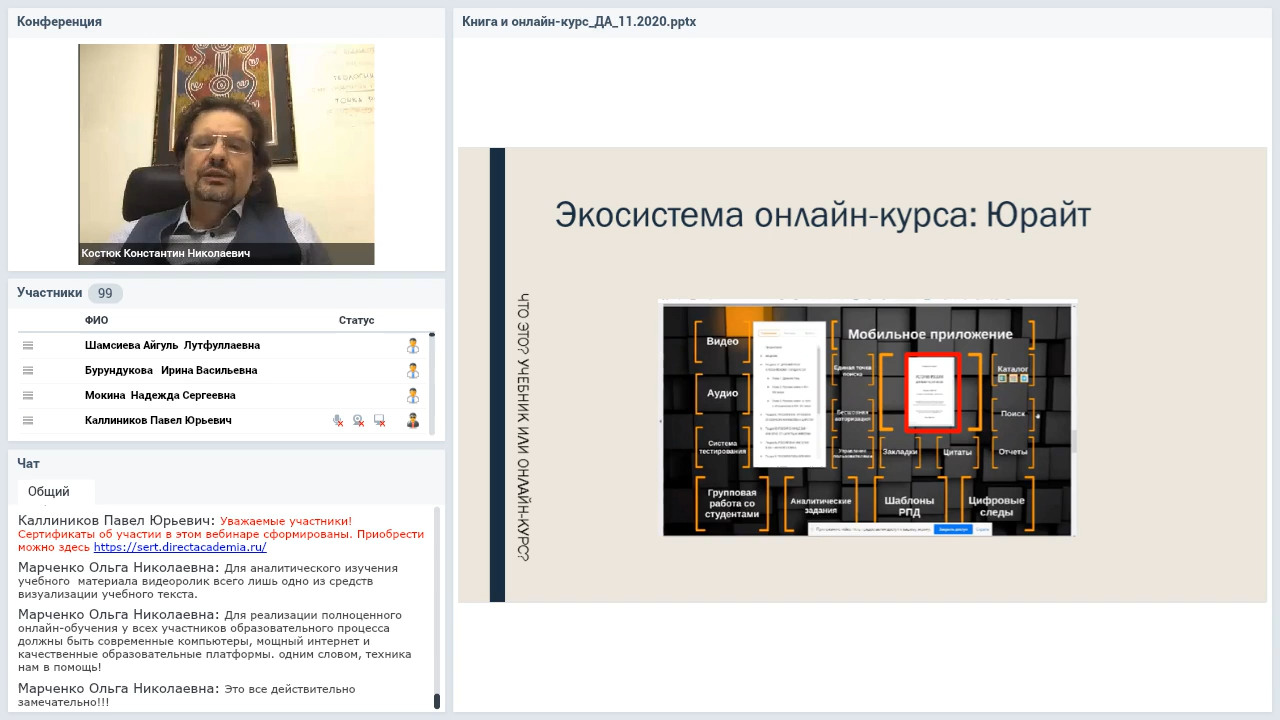 Конференция
Костюк Константин Николаевич
Участники 99
ФИО Статус
Шамсиева Айгуль Лутфуллаевна
Бурундукова Ирина Васильевна
Мокина Надежда Сергеевна
Каллиников Павел Юрьевич
Чат
Общий
Каллиников Павел Юрьевич: Уважаемые участники!
Сертификаты об участии в этом вебинаре сформированы. Приобрести
можно здесь https://sert.directacademia.ru/
Марченко Ольга Николаевна: Для аналитического изучения
учебного материала видеоролик всего лишь одно из средств
визуализации учебного текста.
Марченко Ольга Николаевна: Для реализации полноценного
онлайн-обучения у всех участников образовательного процесса
должны быть современные компьютеры, мощный интернет и
качественные образовательные платформы. одним словом, техника
нам в помощь!
Марченко Ольга Николаевна: Это все действительно
замечательно!!!
Книга и онлайн-курс_ДА_11.2020.pptx
Экосистема онлайн-курса: Юрайт
ЧТО ЭТО? УЧЕБНИК ИЛИ ОНЛАЙН-КУРС?
Видео
Аудио
Система
тестирования
Мобильное приложение
Единая точка
поиска
Бесшовная
авторизация
Управление
пользователями
Каталог
Поиск
Закладки
Цитаты
Отчеты
Групповая
работа со
студентами
Аналитические
задания
Шаблоны
РПД
Цифровые
следы
Закрыть доступ